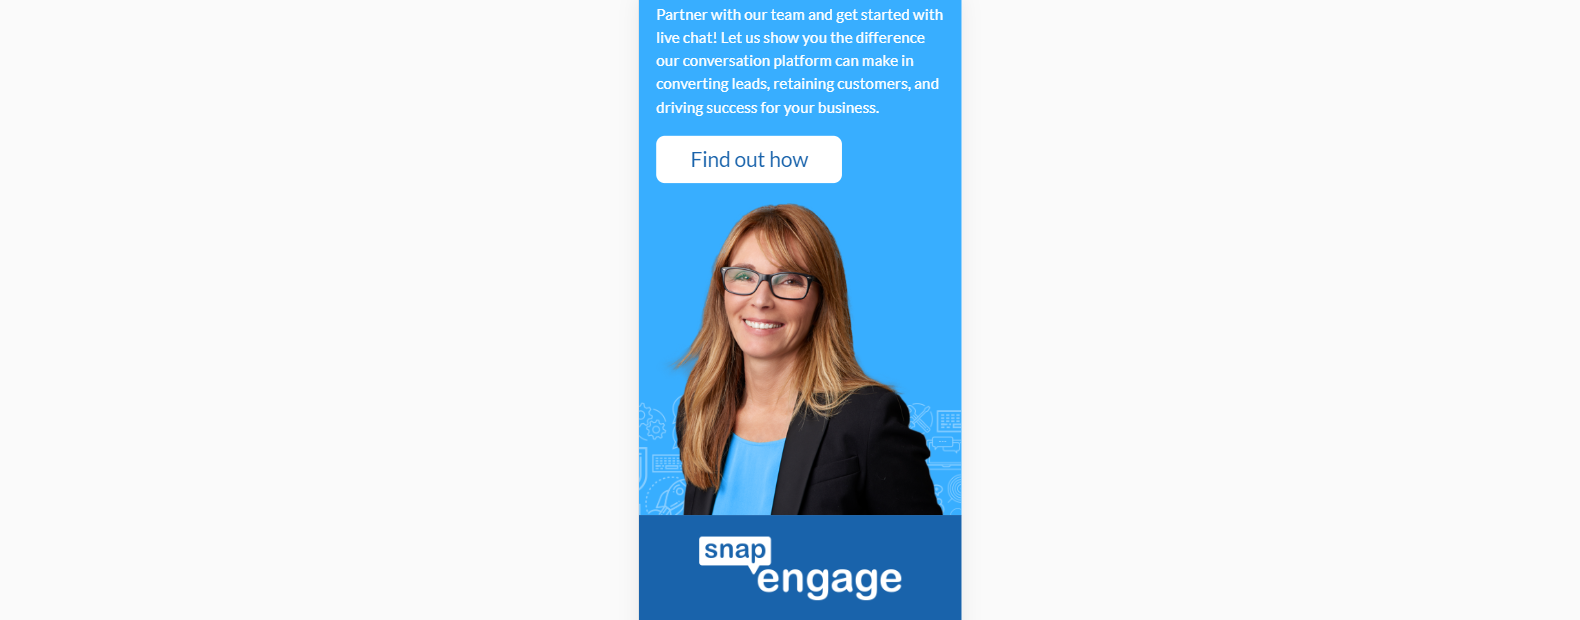 Partner with our team and get started with
live chat! Let us show you the difference
our conversation platform can make in
converting leads, retaining customers, and
driving success for your business.
Find out how
snap
engage